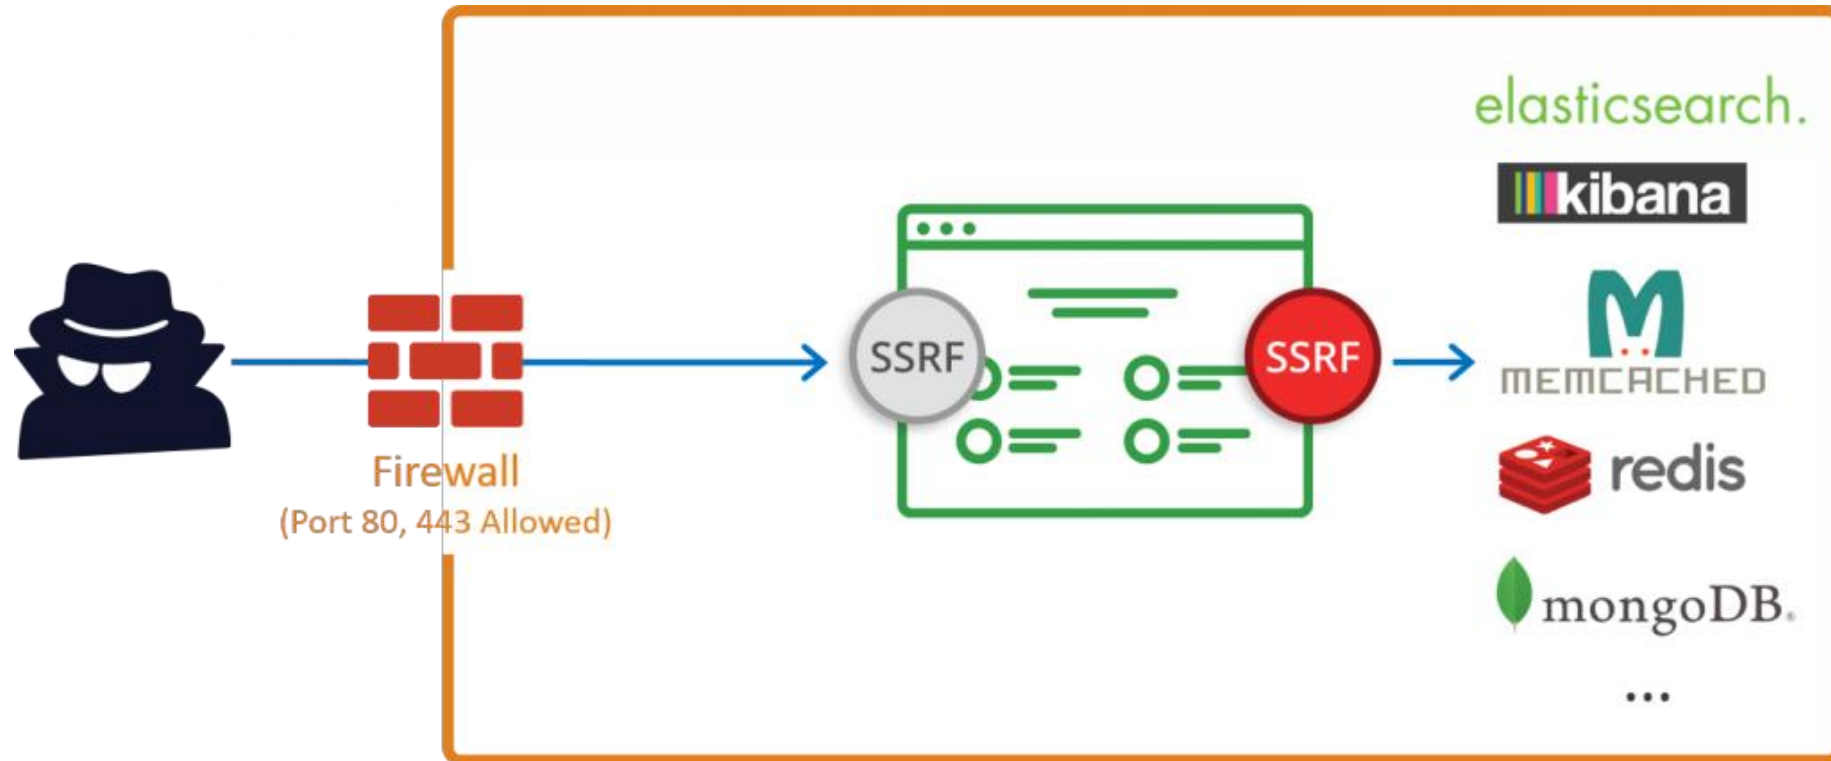 Firewall
(Port 80, 443 Allowed)
SSRF
SSRF
elasticsearch.
kibana
MEMCACHED
redis
mongoDB®
...